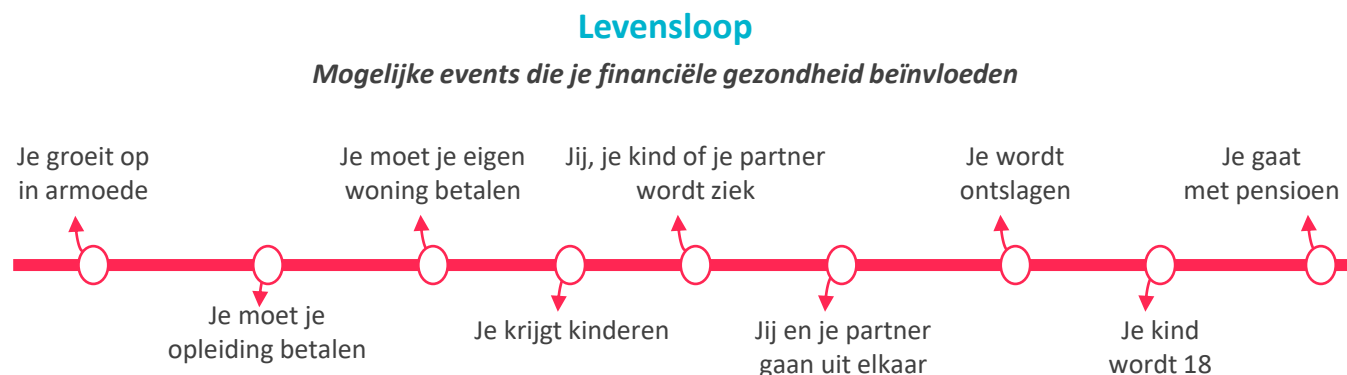 Levensloop
Mogelijke events die je financiële gezondheid beïnvloeden
Je groeit op
in armoede
Je moet je eigen
woning betalen
Jij, je kind of je partner
wordt ziek
Je wordt
ontslagen
Je gaat
met pensioen
Je moet je
opleiding betalen
Je krijgt kinderen
Jij en je partner
gaan uit elkaar
Je kind
wordt 18